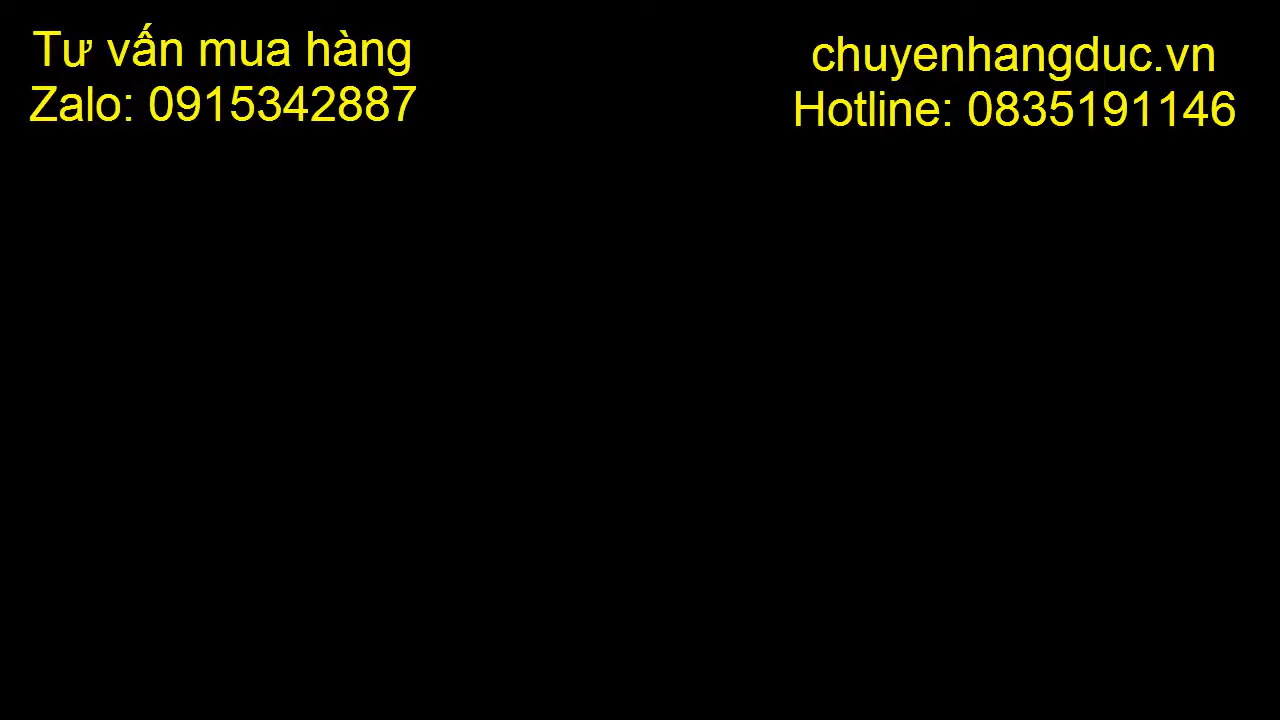 Tư vấn mua hàng
Zalo: 0915342887
chuyenhangduc.vn
Hotline: 0835191146